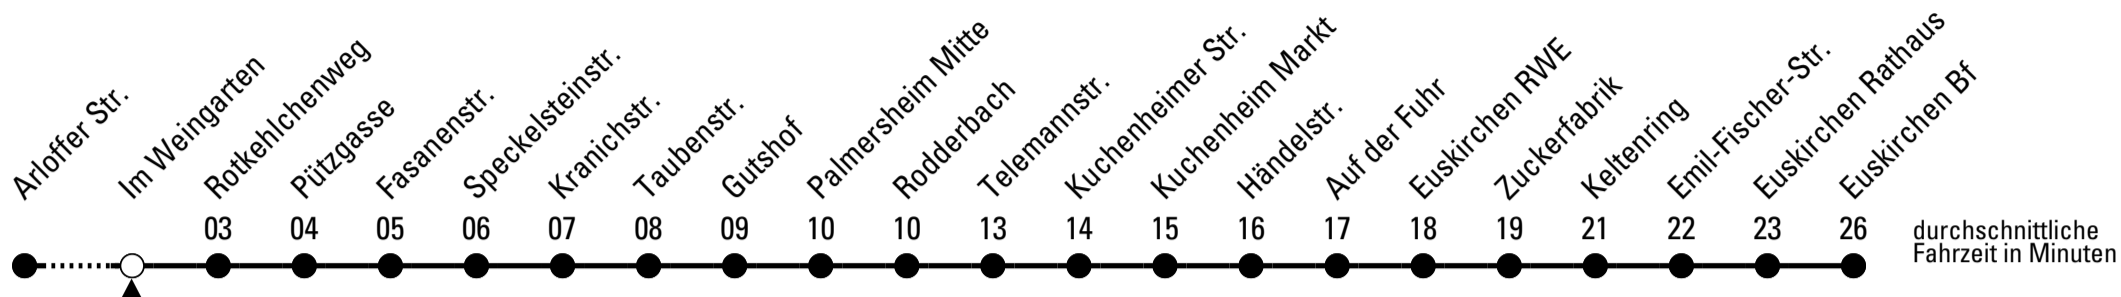 Arloffer Str.
Im Weingarten
Rotkehlchenweg
Pützgasse
Fasanenstr.
Speckelsteinstr.
Kranichstr.
Taubenstr.
Gutshof
Palmersheim Mitte
Rodderbach
Telemannstr.
Kuchenheimer Str.
Kuchenheim Markt
Händelstr.
Auf der Fuhr
Euskirchen RWE
Zuckerfabrik
Keltenring
Emil-Fischer-Str.
Euskirchen Rathaus
Euskirchen Bf
03 04 05 06 07 08 09 10 10 13 14 15 16 17 18 19 21 22 23 26
durchschnittliche
Fahrzeit in Minuten